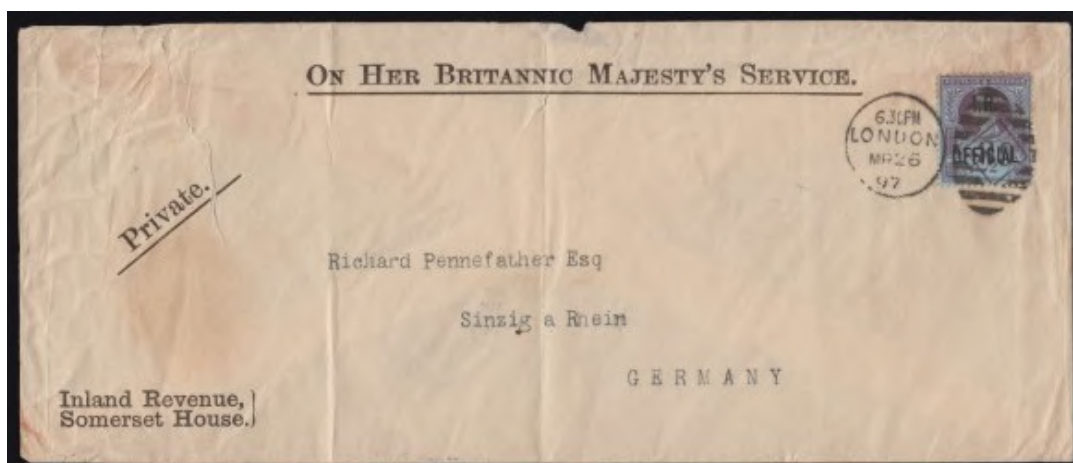 On Her Britannic Majesty's Service.
6.30PM
LONDON
MR26
97
I.R.
OFFICIAL
Private.
Richard Pennefather Esq
Sinzig a Rhein
GERMANY
Inland Revenue,
Somerset House.